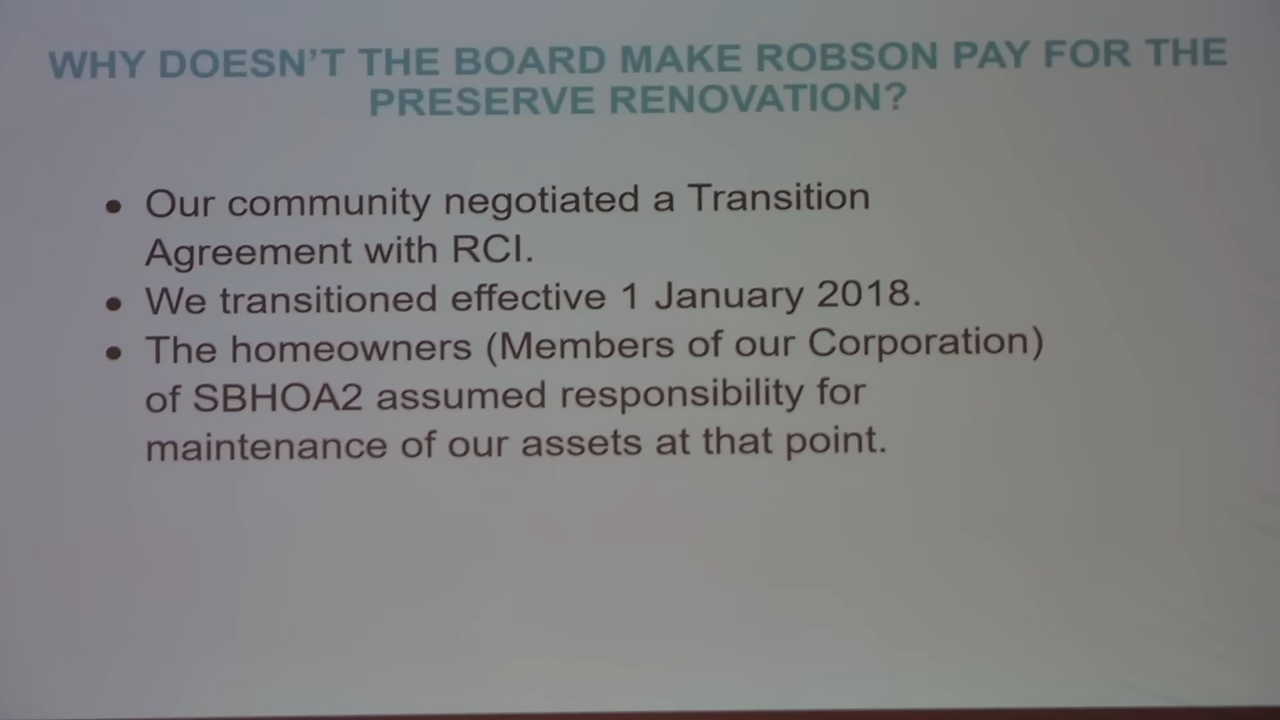 WHY DOESN'T THE BOARD MAKE ROBSON PAY FOR THE
PRESERVE RENOVATION?
• Our community negotiated a Transition
Agreement with RCI.
• We transitioned effective 1 January 2018.
• The homeowners (Members of our Corporation)
of SBHOA2 assumed responsibility for
maintenance of our assets at that point.